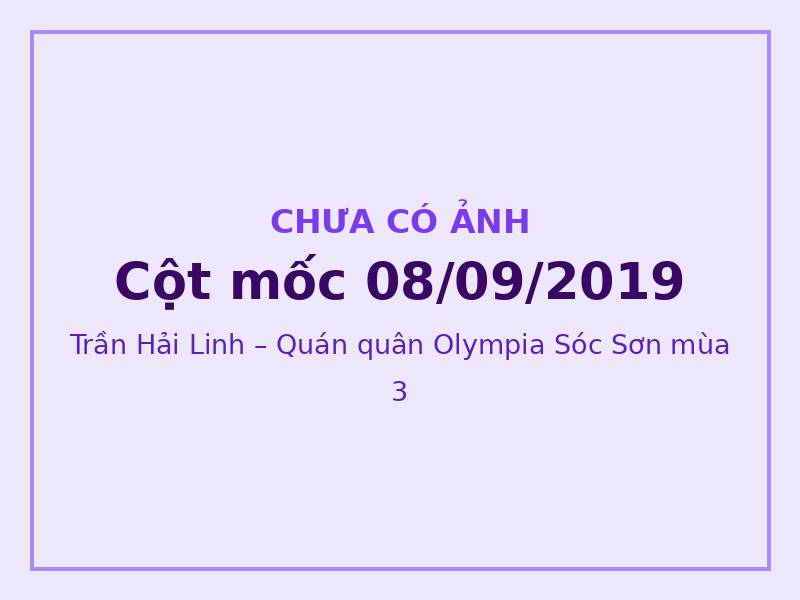 CHƯA CÓ ẢNH
Cột mốc 08/09/2019
Trần Hải Linh – Quán quân Olympia Sóc Sơn mùa
3